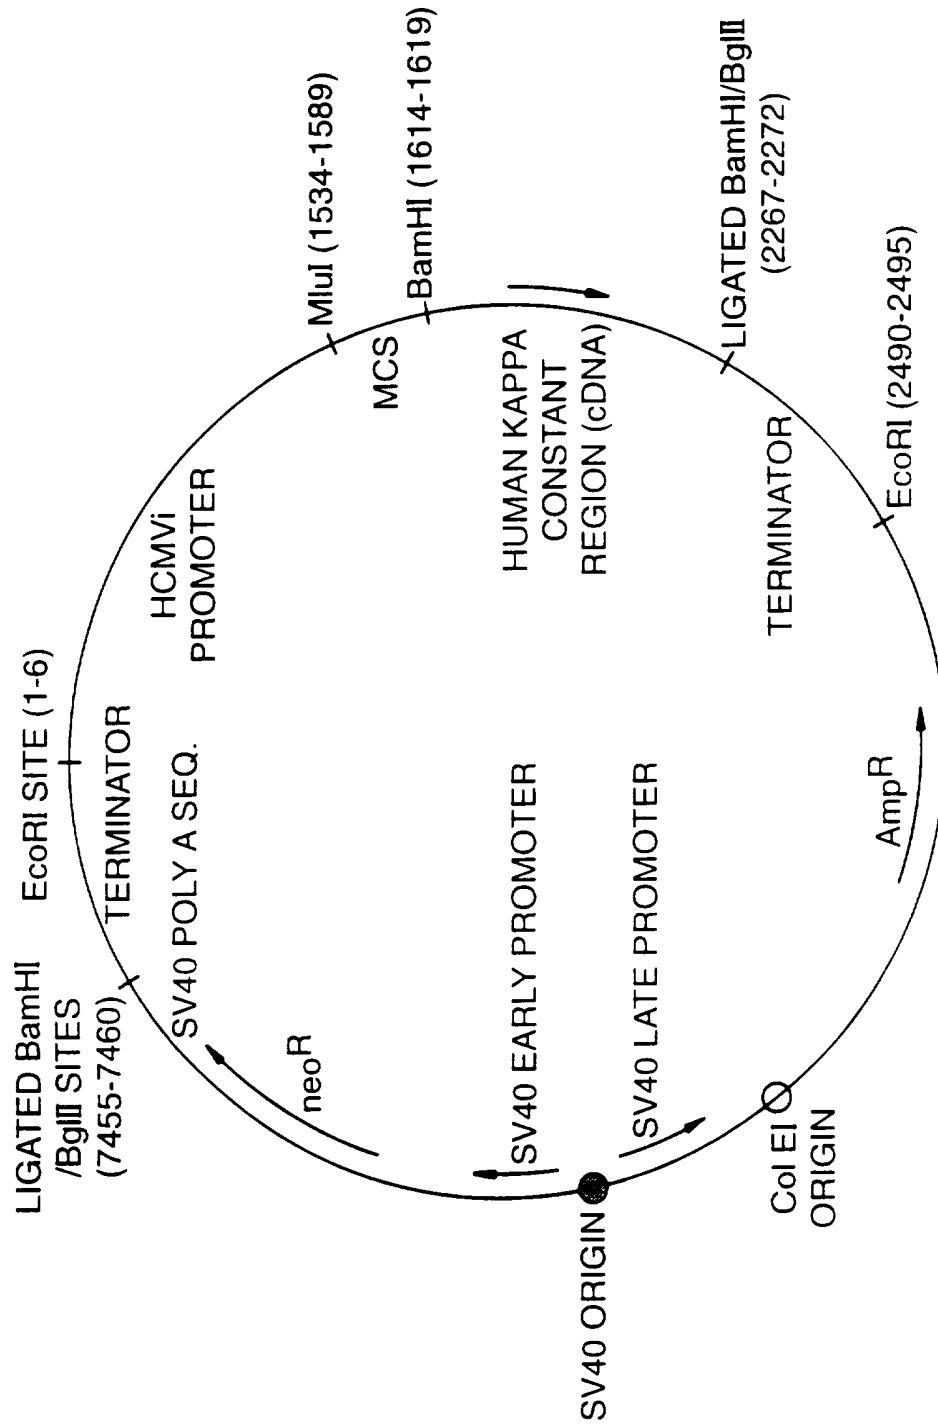 EcoRI SITE (1-6)
LIGATED BamHI
/BglII SITES
(7455-7460)
TERMINATOR
SV40 POLY A SEQ.
neoR
HCMVi
PROMOTER
MluI (1534-1589)
MCS
BamHI (1614-1619)
HUMAN KAPPA
CONSTANT
REGION (cDNA)
LIGATED BamHI/BglII
(2267-2272)
TERMINATOR
EcoRI (2490-2495)
SV40 EARLY PROMOTER
SV40 ORIGIN
SV40 LATE PROMOTER
Col EI
ORIGIN
AmpR